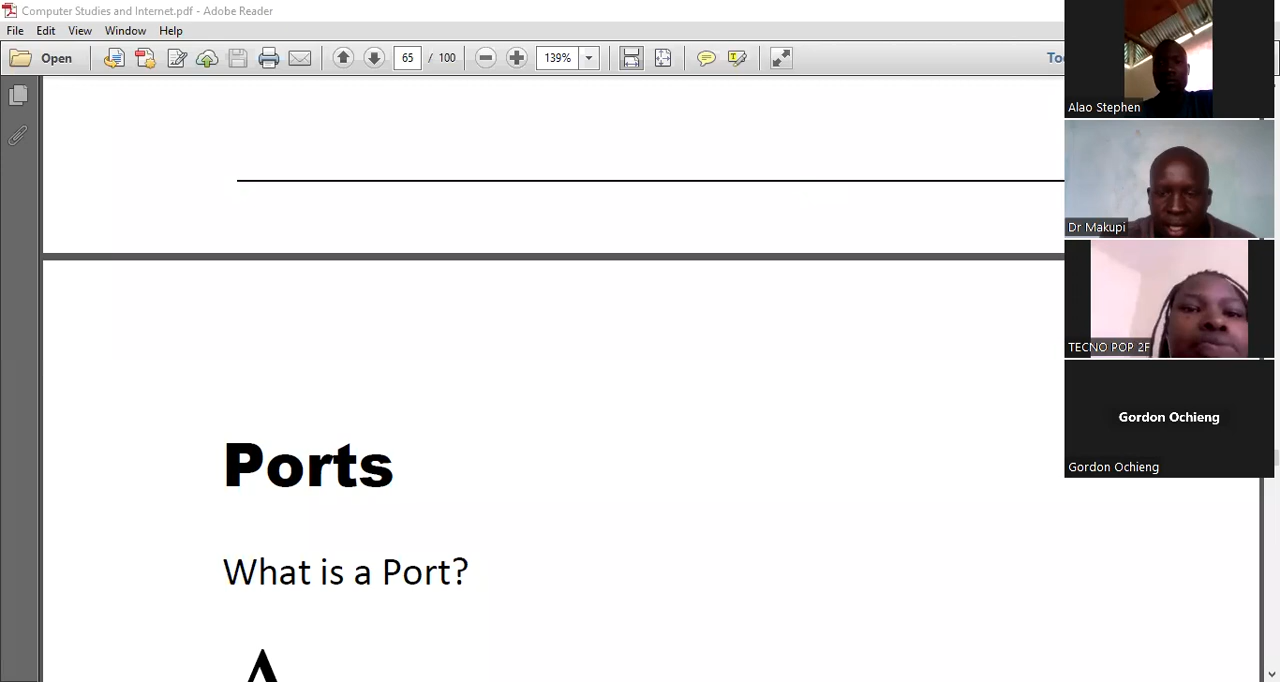 Computer Studies and Internet.pdf - Adobe Reader
File Edit View Window Help
Open 65 / 100 139%
Alao Stephen
Dr Makupi
TECNO POP 2F
Gordon Ochieng
Gordon Ochieng
Ports
What is a Port?